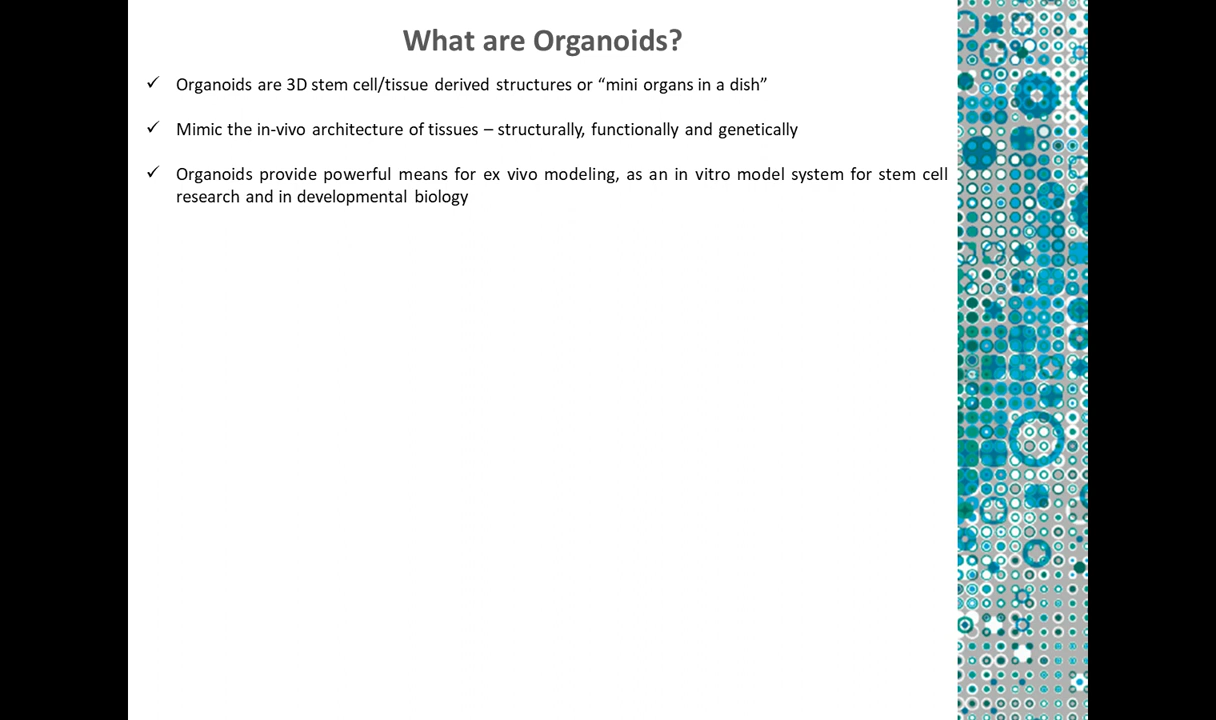 What are Organoids?
✓ Organoids are 3D stem cell/tissue derived structures or “mini organs in a dish”
✓ Mimic the in-vivo architecture of tissues – structurally, functionally and genetically
✓ Organoids provide powerful means for ex vivo modeling, as an in vitro model system for stem cell
research and in developmental biology